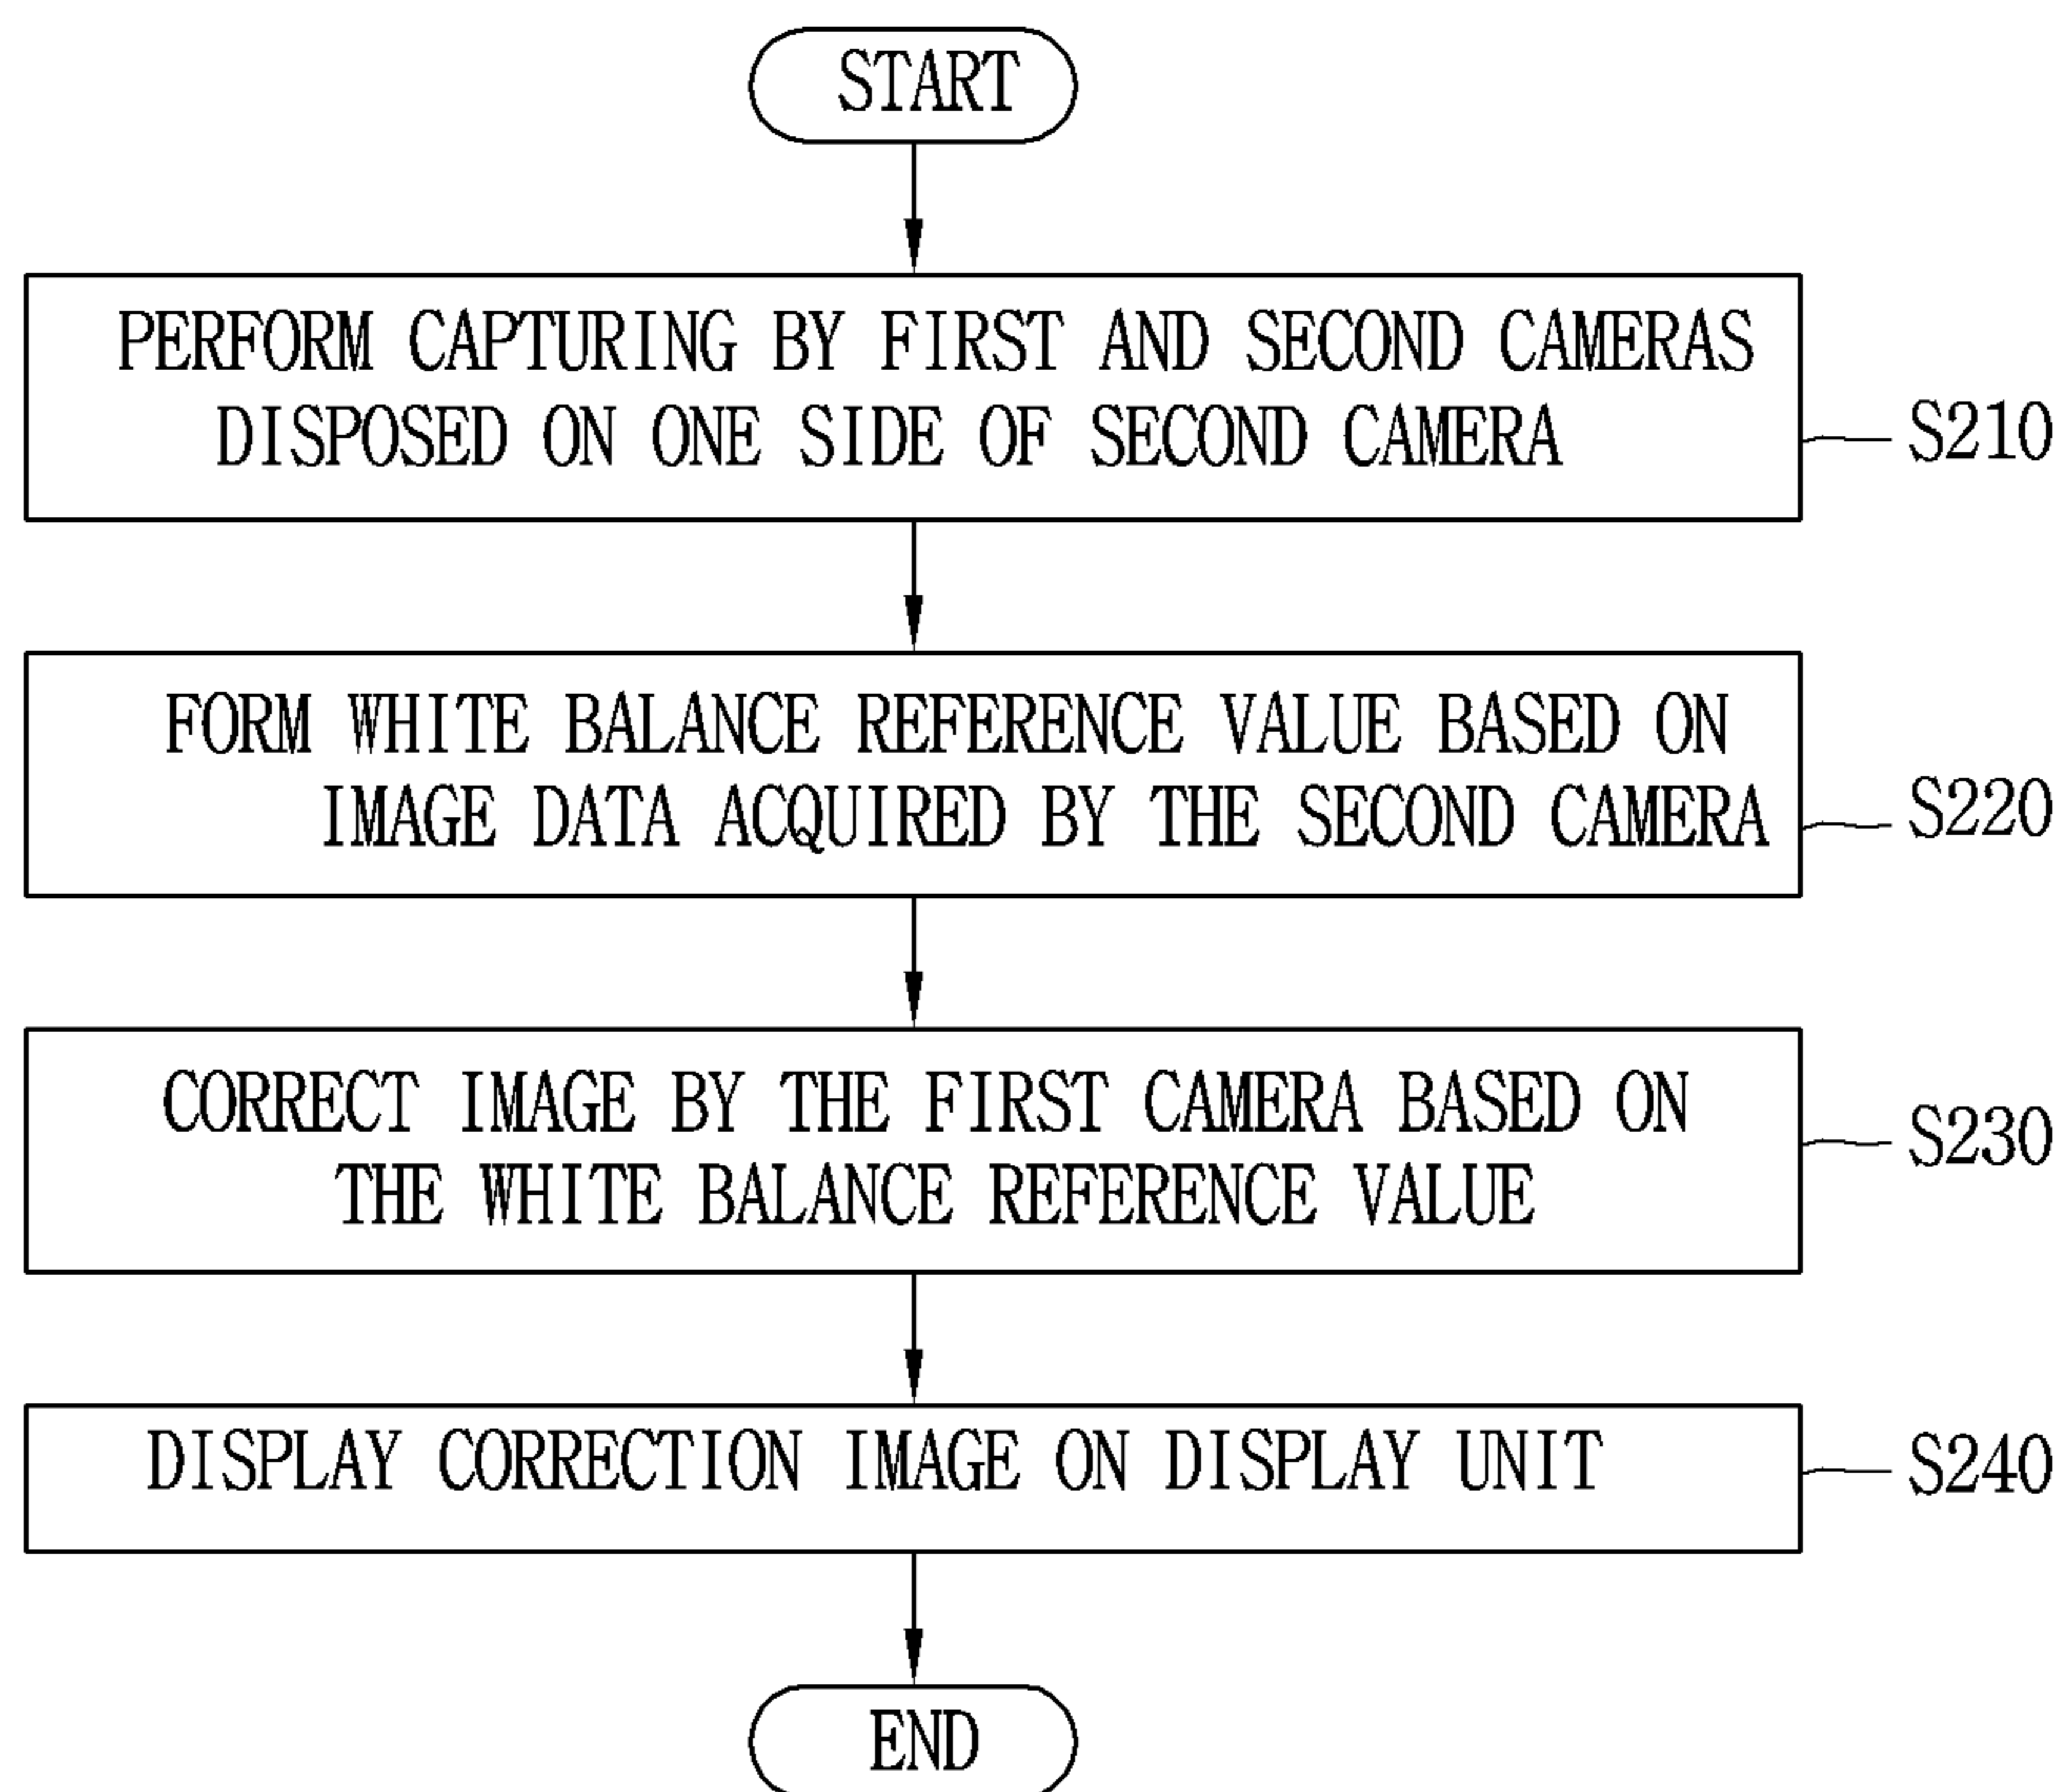 START
PERFORM CAPTURING BY FIRST AND SECOND CAMERAS
DISPOSED ON ONE SIDE OF SECOND CAMERA
S210
FORM WHITE BALANCE REFERENCE VALUE BASED ON
IMAGE DATA ACQUIRED BY THE SECOND CAMERA
S220
CORRECT IMAGE BY THE FIRST CAMERA BASED ON
THE WHITE BALANCE REFERENCE VALUE
S230
DISPLAY CORRECTION IMAGE ON DISPLAY UNIT
S240
END